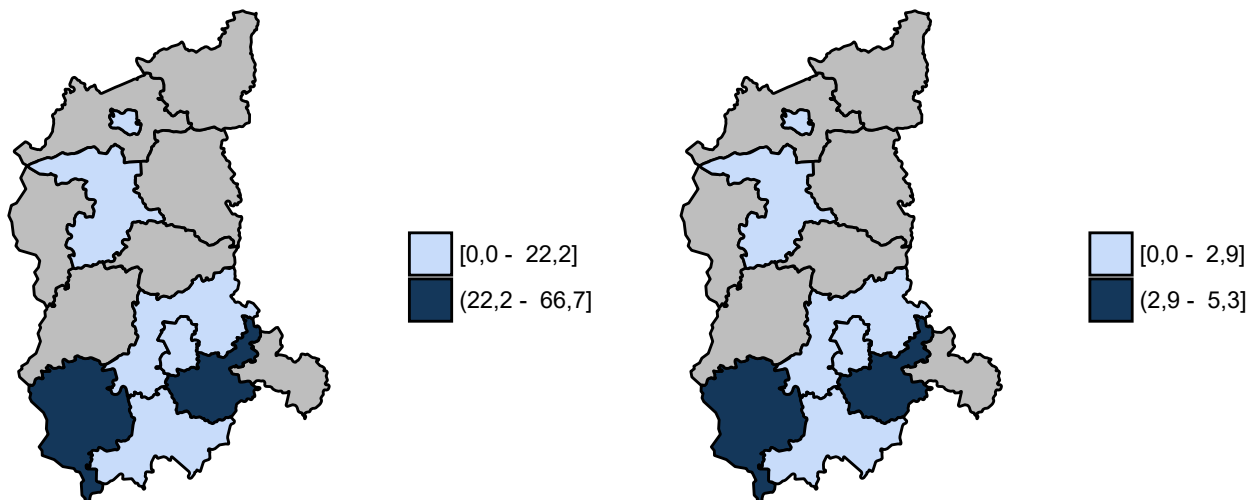 [0,0 - 22,2]
(22,2 - 66,7]
[0,0 - 2,9]
(2,9 - 5,3]